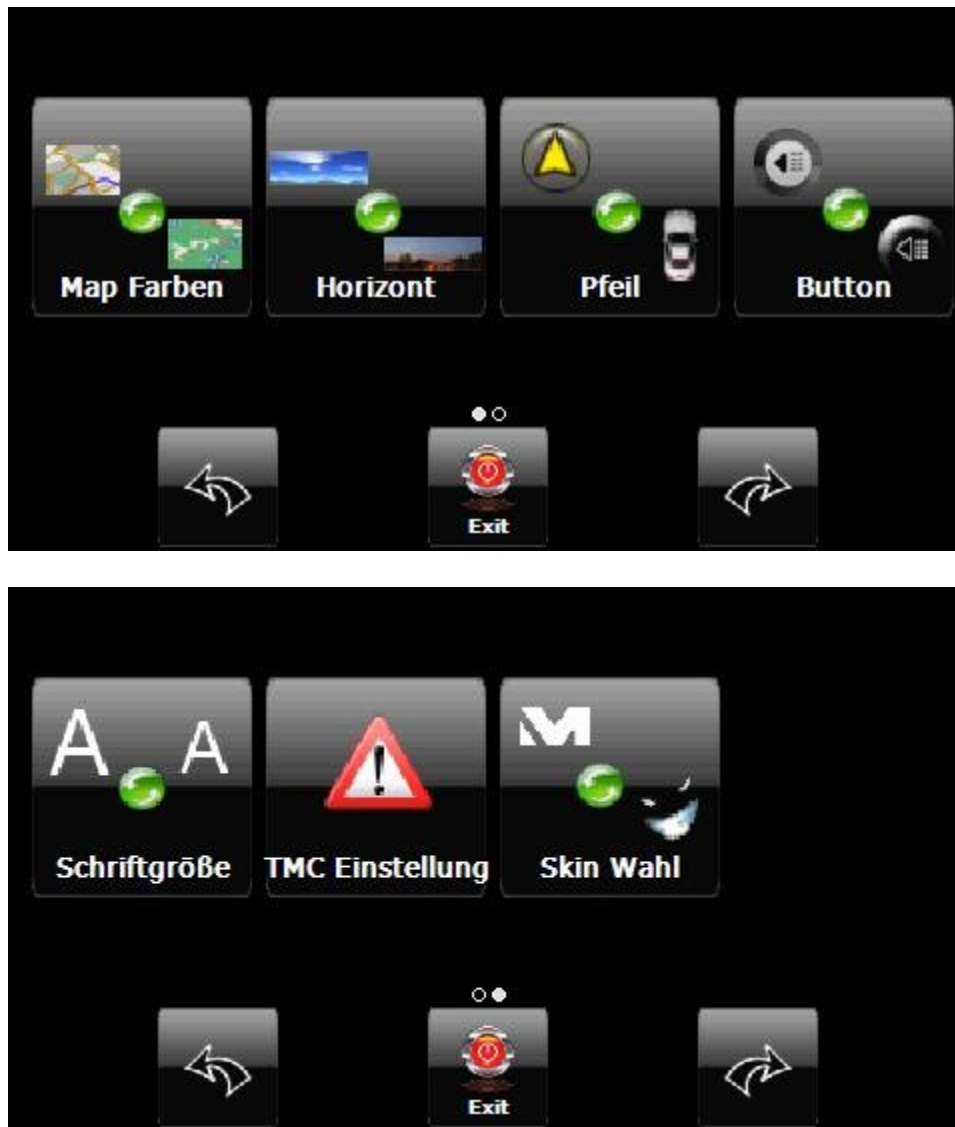 Map Farben
Horizont
Pfeil
Button
Exit
A A
Schriftgröße
TMC Einstellung
Skin Wahl
Exit